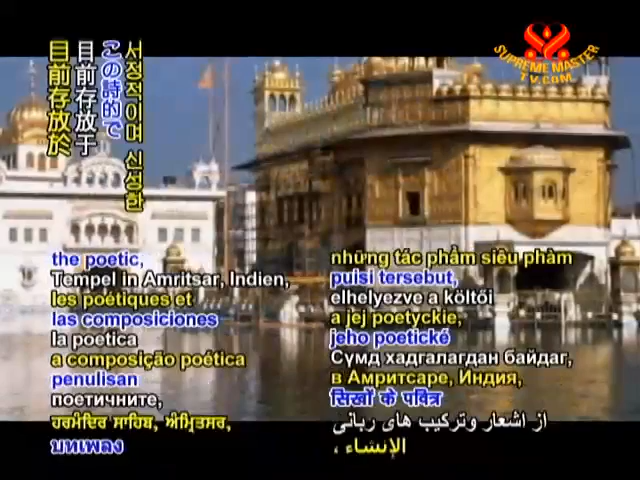 SUPREME MASTER
TV.COM
서정적이며 신성한
この詩的で
目前存放于
目前存放於
the poetic,
Tempel in Amritsar, Indien,
les poétiques et
las composiciones
la poetica
a composição poética
penulisan
поетичните,
ਹਰਮੰਦਿਰ ਸਾਹਿਬ, ਅੰਮ੍ਰਿਤਸਰ,
บทเพลง
những tác phẩm siêu phàm
puisi tersebut,
elhelyezve a költői
a jej poetyckie,
jeho poetické
Сүмд хадгалагдан байдаг,
в Амритсаре, Индия,
सिखों के पवित्र
از اشعار وترکیب های ربانی
الإنشاء ،